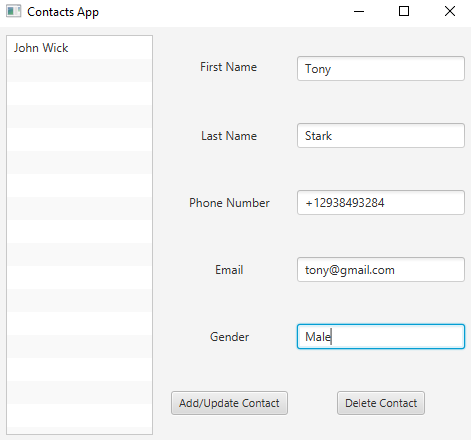 Contacts App
John Wick
First Name Tony
Last Name Stark
Phone Number +12938493284
Email tony@gmail.com
Gender Male
Add/Update Contact Delete Contact